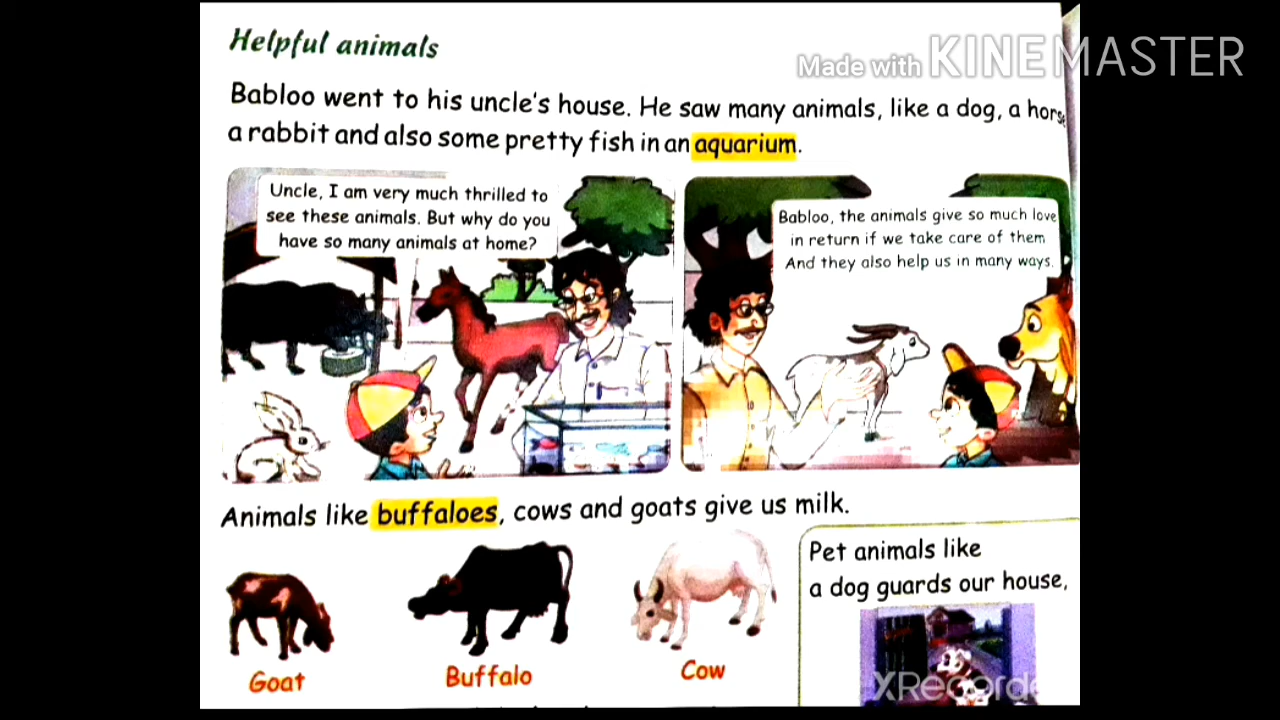 Helpful animals
Made with KINEMASTER
Babloo went to his uncle's house. He saw many animals, like a dog, a horse
a rabbit and also some pretty fish in an aquarium.
Uncle, I am very much thrilled to
see these animals. But why do you
have so many animals at home?
Babloo, the animals give so much love
in return if we take care of them
And they also help us in many ways.
Animals like buffaloes, cows and goats give us milk.
Goat
Buffalo
Cow
Pet animals like
a dog guards our house,
XRecorder